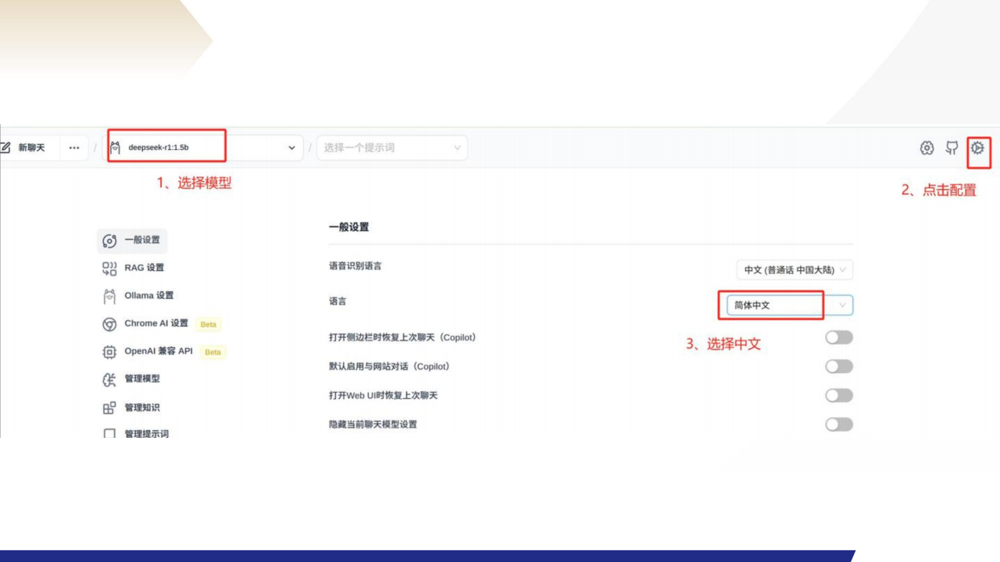 新聊天 ··· / deepseek-r1:1.5b / 选择一个提示词
1、选择模型
2、点击配置
一般设置
RAG 设置
Ollama 设置
Chrome AI 设置 Beta
OpenAI 兼容 API Beta
管理模型
管理知识
管理提示词
一般设置
语音识别语言 中文 (普通话 中国大陆)
语言 简体中文
3、选择中文
打开侧边栏时恢复上次聊天（Copilot）
默认启用与网站对话（Copilot）
打开Web UI时恢复上次聊天
隐藏当前聊天模型设置